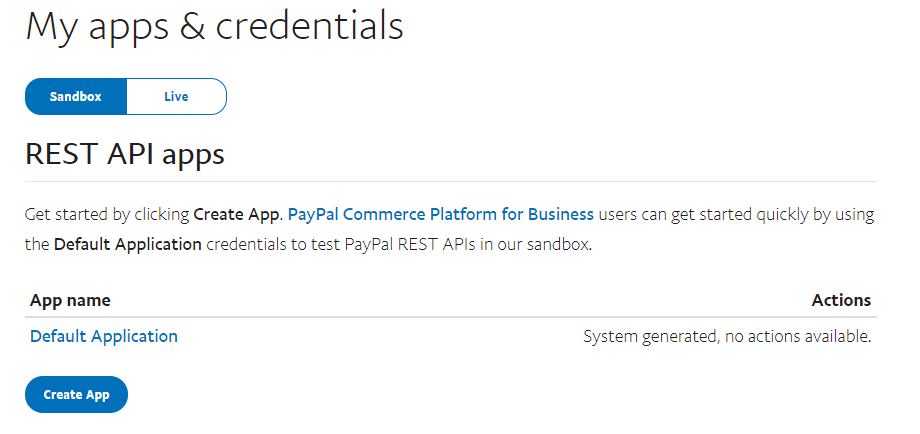 My apps & credentials
Sandbox Live
REST API apps
Get started by clicking Create App. PayPal Commerce Platform for Business users can get started quickly by using
the Default Application credentials to test PayPal REST APIs in our sandbox.
App name Actions
Default Application System generated, no actions available.
Create App